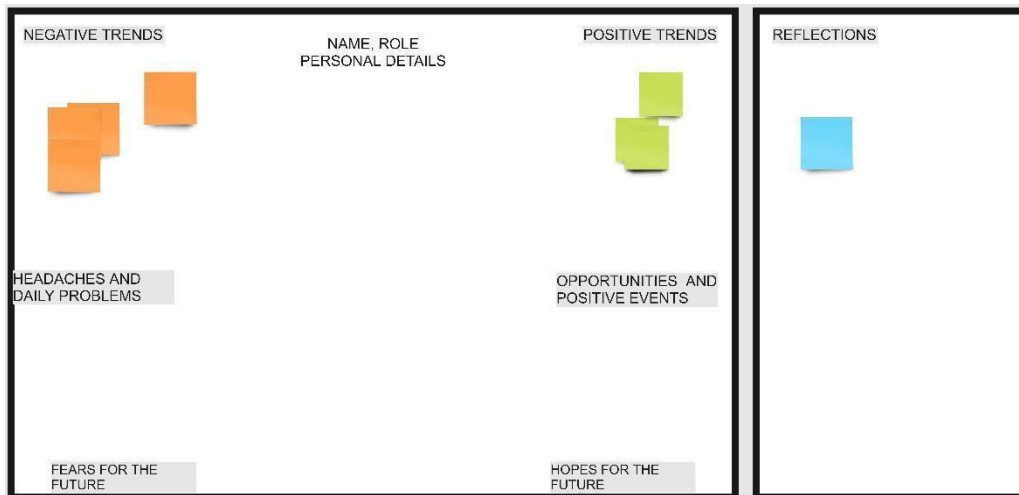 NEGATIVE TRENDS
NAME, ROLE
PERSONAL DETAILS
POSITIVE TRENDS
REFLECTIONS
HEADACHES AND
DAILY PROBLEMS
OPPORTUNITIES AND
POSITIVE EVENTS
FEARS FOR THE
FUTURE
HOPES FOR THE
FUTURE